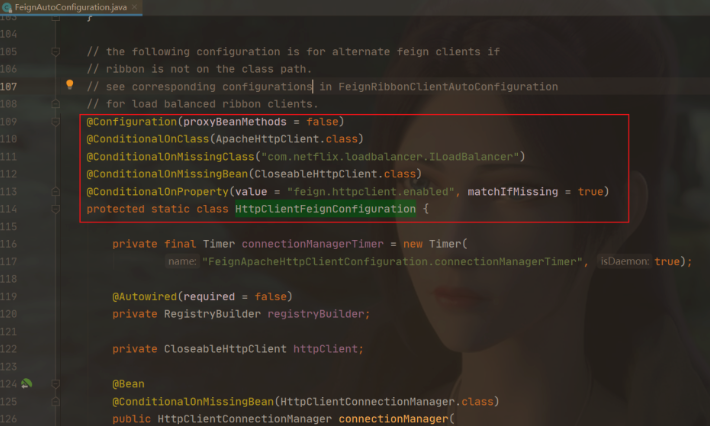 FeignAutoConfiguration.java ×
103 }
104
105 // the following configuration is for alternate feign clients if
106 // ribbon is not on the class path.
107 // see corresponding configurations in FeignRibbonClientAutoConfiguration
108 // for load balanced ribbon clients.
109 @Configuration(proxyBeanMethods = false)
110 @ConditionalOnClass(ApacheHttpClient.class)
111 @ConditionalOnMissingClass("com.netflix.loadbalancer.ILoadBalancer")
112 @ConditionalOnMissingBean(CloseableHttpClient.class)
113 @ConditionalOnProperty(value = "feign.httpclient.enabled", matchIfMissing = true)
114 protected static class HttpClientFeignConfiguration {
115
116 private final Timer connectionManagerTimer = new Timer(
117 name: "FeignApacheHttpClientConfiguration.connectionManagerTimer", isDaemon: true);
118
119 @Autowired(required = false)
120 private RegistryBuilder registryBuilder;
121
122 private CloseableHttpClient httpClient;
123
124 @Bean
125 @ConditionalOnMissingBean(HttpClientConnectionManager.class)
126 public HttpClientConnectionManager connectionManager(